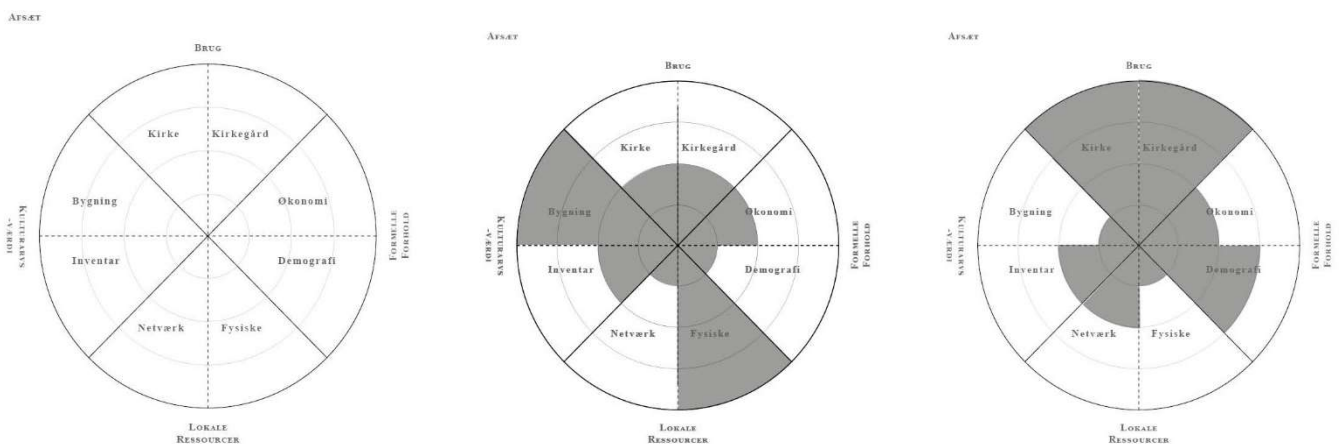 AFSÆT
BRUG
Kirke
Kirkegård
Bygning
Økonomi
KULTURARVS
-VÆRDI
FORMELLE
FORHOLD
Inventar
Demografi
Netværk
Fysiske
LOKALE
RESSOURCER
AFSÆT
BRUG
Kirke
Kirkegård
Bygning
Økonomi
KULTURARVS
-VÆRDI
FORMELLE
FORHOLD
Inventar
Demografi
Netværk
Fysiske
LOKALE
RESSOURCER
AFSÆT
BRUG
Kirke
Kirkegård
Bygning
Økonomi
KULTURARVS
-VÆRDI
FORMELLE
FORHOLD
Inventar
Demografi
Netværk
Fysiske
LOKALE
RESSOURCER